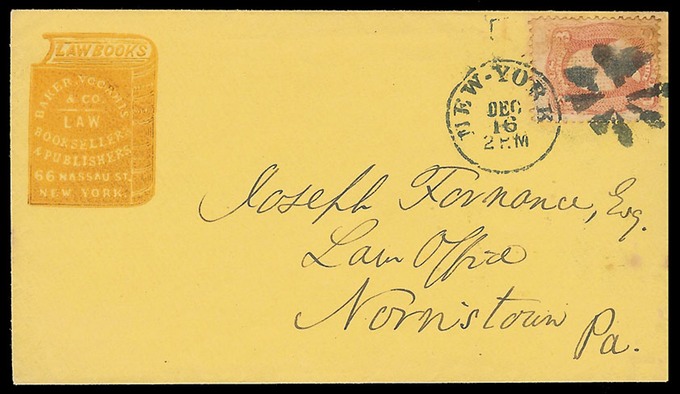 LAW BOOKS
BAKER VOORHIS
& CO.
LAW
BOOKSELLERS
& PUBLISHERS
66 NASSAU ST.
NEW YORK.
NEW-YORK
DEC
16
2 P.M
Joseph Fornance, Esq.
Law Office
Norristown
Pa.